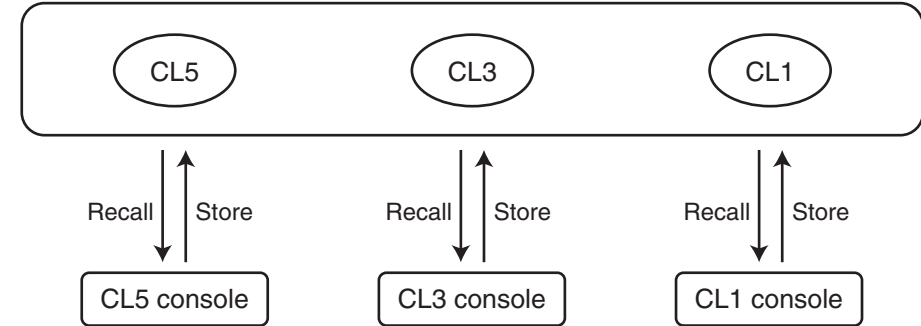 CL5 CL3 CL1
Recall Store Recall Store Recall Store
CL5 console CL3 console CL1 console